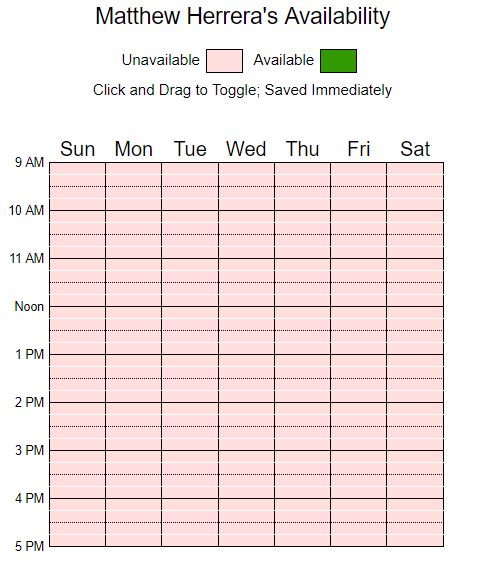 Matthew Herrera's Availability
Unavailable Available
Click and Drag to Toggle; Saved Immediately
Sun Mon Tue Wed Thu Fri Sat
9 AM
10 AM
11 AM
Noon
1 PM
2 PM
3 PM
4 PM
5 PM